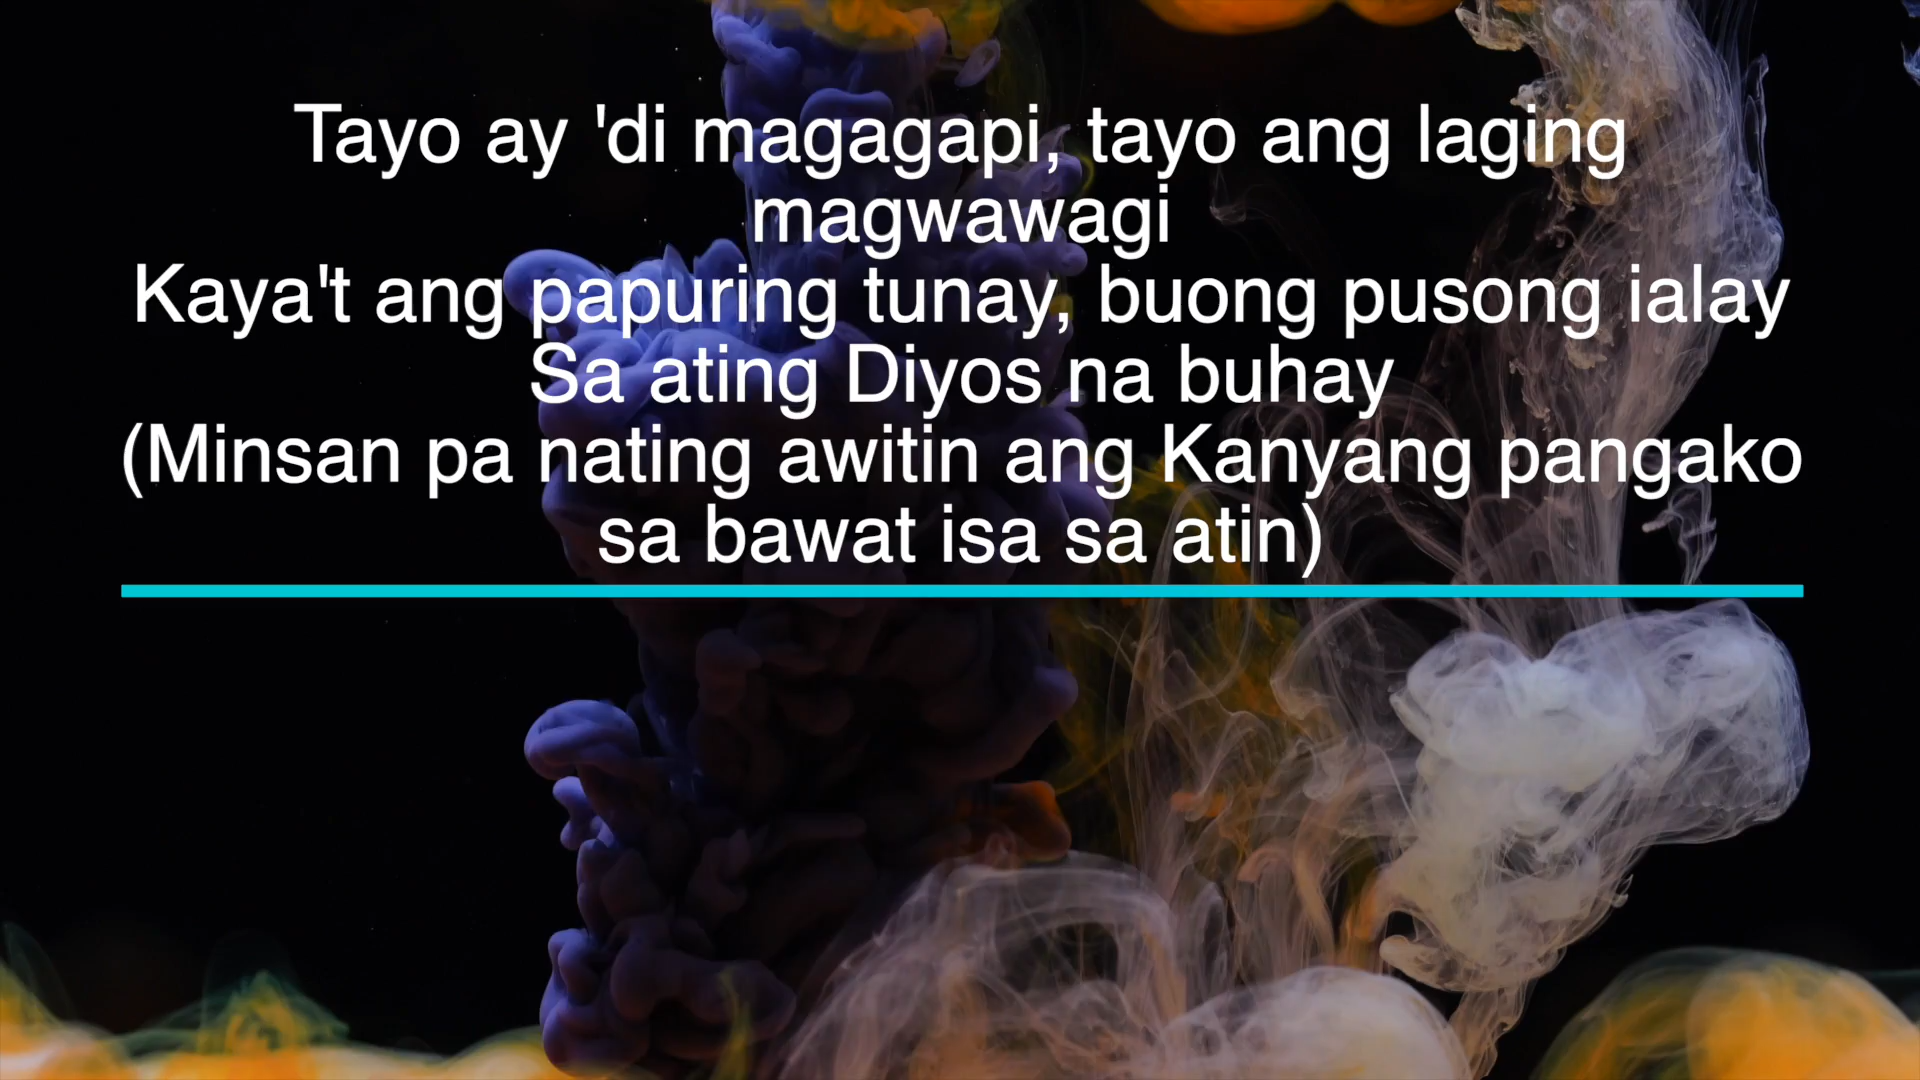 Tayo ay 'di magagapi, tayo ang laging
magwawagi
Kaya't ang papuring tunay, buong pusong ialay
Sa ating Diyos na buhay
(Minsan pa nating awitin ang Kanyang pangako
sa bawat isa sa atin)